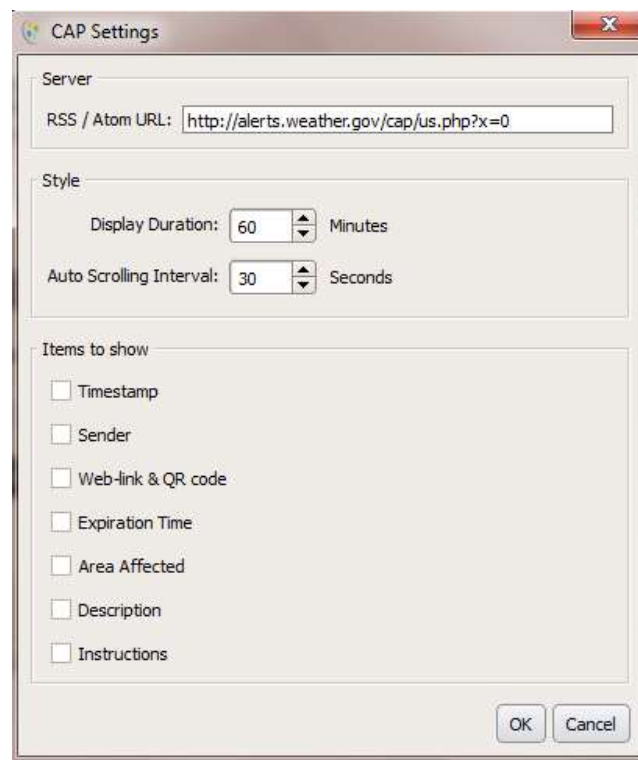 CAP Settings
Server
RSS / Atom URL: http://alerts.weather.gov/cap/us.php?x=0
Style
Display Duration: 60 Minutes
Auto Scrolling Interval: 30 Seconds
Items to show
Timestamp
Sender
Web-link & QR code
Expiration Time
Area Affected
Description
Instructions
OK Cancel